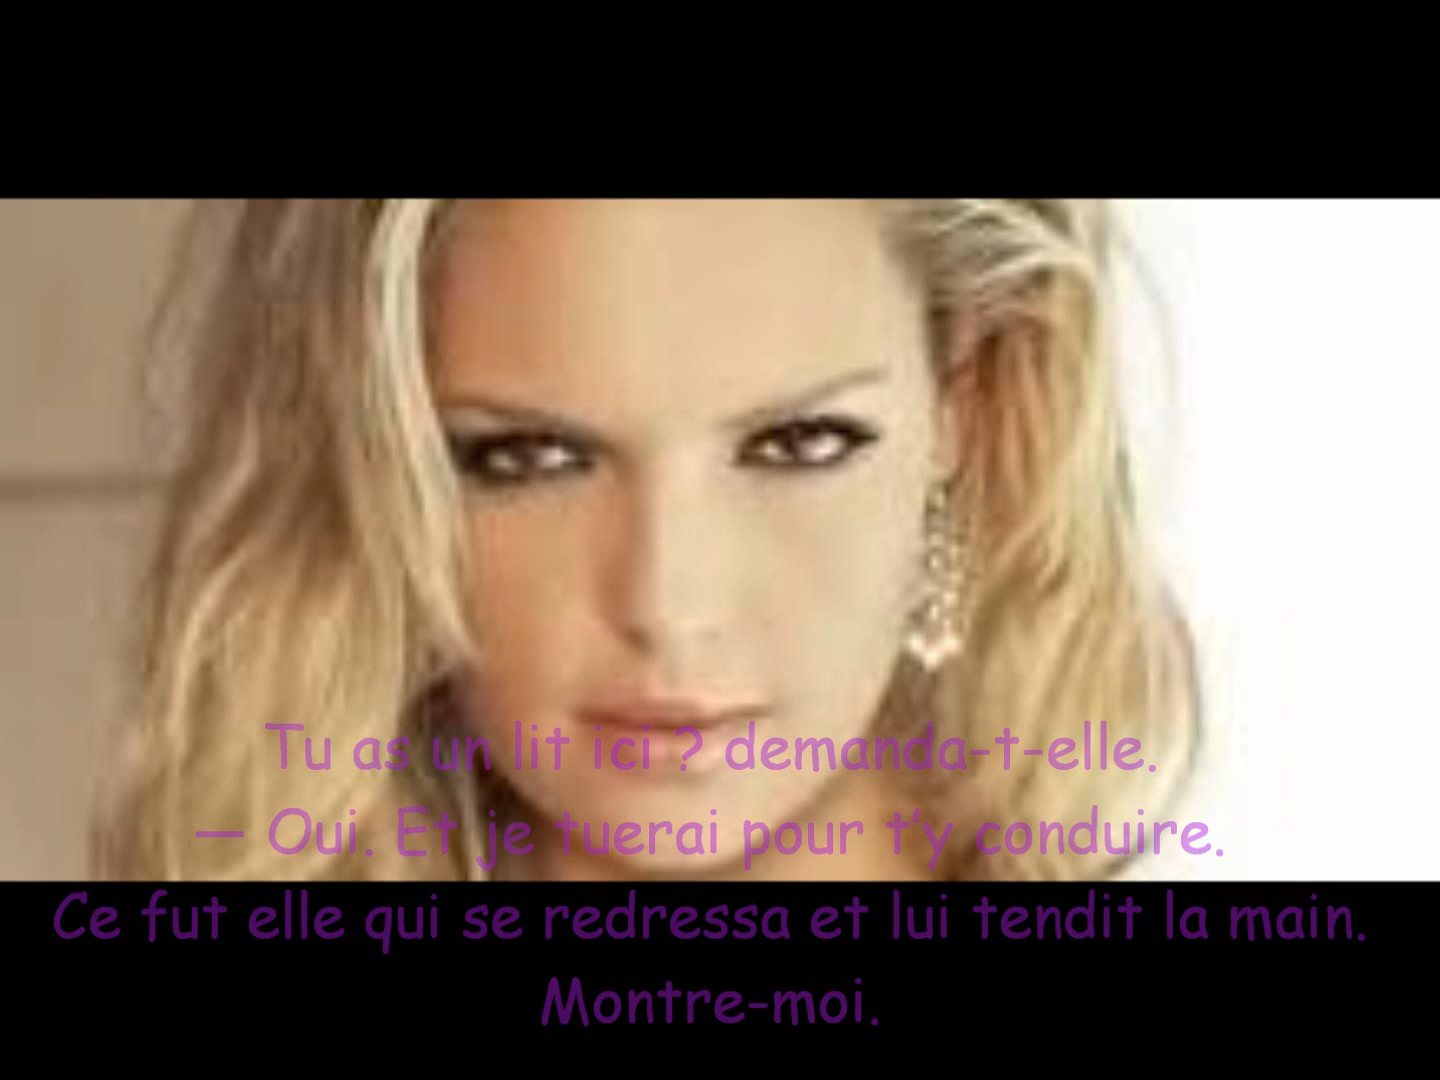 Tu as un lit ici ? demanda-t-elle.
— Oui. Et je tuerai pour t'y conduire.
Ce fut elle qui se redressa et lui tendit la main.
Montre-moi.